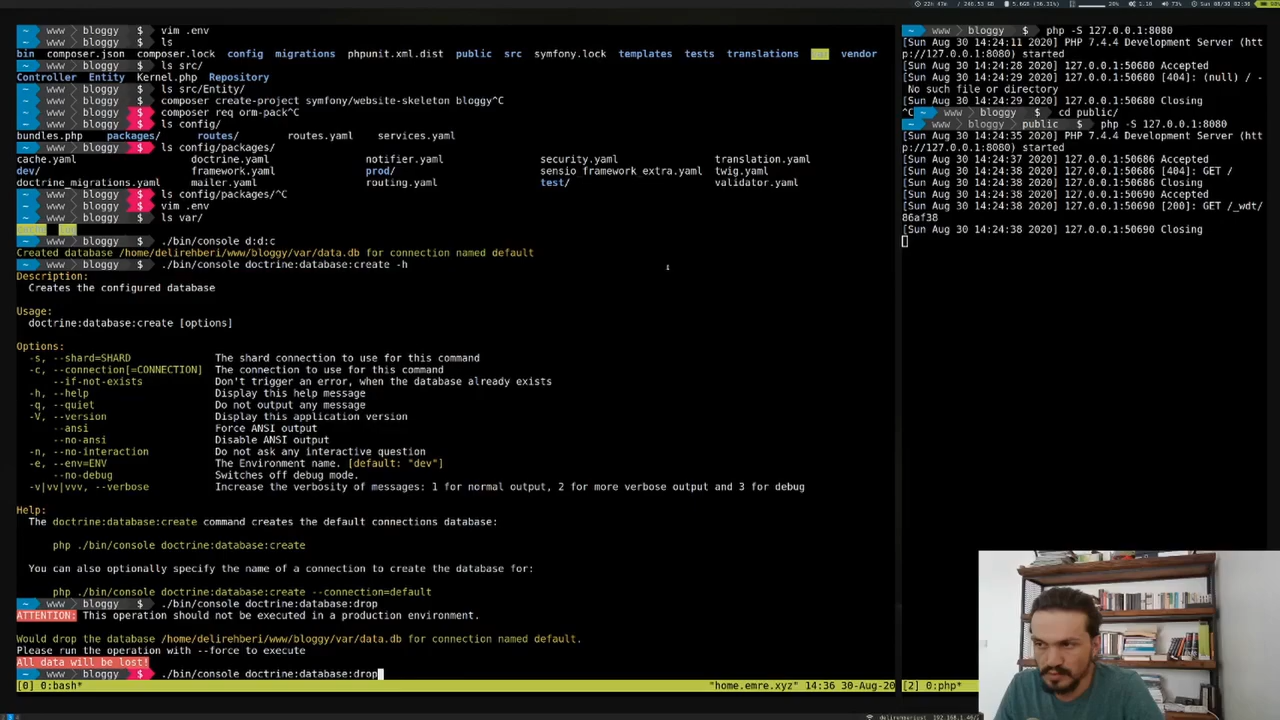 22h 47m 246.53 GB 5.6GB (36.31%) 20% 1.10 73% Sun 08/30 02:36
~ www bloggy $ vim .env
~ www bloggy $ ls
bin composer.json composer.lock config migrations phpunit.xml.dist public src symfony.lock templates tests translations var vendor
~ www bloggy $ ls src/
Controller Entity Kernel.php Repository
~ www bloggy $ ls src/Entity/
~ www bloggy $ composer create-project symfony/website-skeleton bloggy^C
~ www bloggy $ composer req orm-pack^C
~ www bloggy $ ls config/
bundles.php packages/ routes/ routes.yaml services.yaml
~ www bloggy $ ls config/packages/
cache.yaml doctrine.yaml notifier.yaml security.yaml translation.yaml
dev/ framework.yaml prod/ sensio_framework_extra.yaml twig.yaml
doctrine_migrations.yaml mailer.yaml routing.yaml test/ validator.yaml
~ www bloggy $ ls config/packages/^C
~ www bloggy $ vim .env
~ www bloggy $ ls var/
cache log
~ www bloggy $ ./bin/console d:d:c
Created database /home/delirehberi/www/bloggy/var/data.db for connection named default
~ www bloggy $ ./bin/console doctrine:database:create -h
Description:
Creates the configured database
Usage:
doctrine:database:create [options]
Options:
-s, --shard=SHARD The shard connection to use for this command
-c, --connection[=CONNECTION] The connection to use for this command
--if-not-exists Don't trigger an error, when the database already exists
-h, --help Display this help message
-q, --quiet Do not output any message
-V, --version Display this application version
--ansi Force ANSI output
--no-ansi Disable ANSI output
-n, --no-interaction Do not ask any interactive question
-e, --env=ENV The Environment name. [default: "dev"]
--no-debug Switches off debug mode.
-v|vv|vvv, --verbose Increase the verbosity of messages: 1 for normal output, 2 for more verbose output and 3 for debug
Help:
The doctrine:database:create command creates the default connections database:
php ./bin/console doctrine:database:create
You can also optionally specify the name of a connection to create the database for:
php ./bin/console doctrine:database:create --connection=default
~ www bloggy $ ./bin/console doctrine:database:drop
ATTENTION: This operation should not be executed in a production environment.
Would drop the database /home/delirehberi/www/bloggy/var/data.db for connection named default.
Please run the operation with --force to execute
All data will be lost!
~ www bloggy $ ./bin/console doctrine:database:drop
[0] 0:bash* "home.emre.xyz" 14:36 30-Aug-20
~ www bloggy $ php -S 127.0.0.1:8080
[Sun Aug 30 14:24:11 2020] PHP 7.4.4 Development Server (htt
p://127.0.0.1:8080) started
[Sun Aug 30 14:24:28 2020] 127.0.0.1:50680 Accepted
[Sun Aug 30 14:24:29 2020] 127.0.0.1:50680 [404]: (null) / -
No such file or directory
[Sun Aug 30 14:24:29 2020] 127.0.0.1:50680 Closing
^C ~ www bloggy $ cd public/
~ www bloggy public $ php -S 127.0.0.1:8080
[Sun Aug 30 14:24:35 2020] PHP 7.4.4 Development Server (htt
p://127.0.0.1:8080) started
[Sun Aug 30 14:24:37 2020] 127.0.0.1:50686 Accepted
[Sun Aug 30 14:24:38 2020] 127.0.0.1:50686 [404]: GET /
[Sun Aug 30 14:24:38 2020] 127.0.0.1:50686 Closing
[Sun Aug 30 14:24:38 2020] 127.0.0.1:50690 Accepted
[Sun Aug 30 14:24:38 2020] 127.0.0.1:50690 [200]: GET /_wdt/
86af38
[Sun Aug 30 14:24:38 2020] 127.0.0.1:50690 Closing
[2] 0:php*